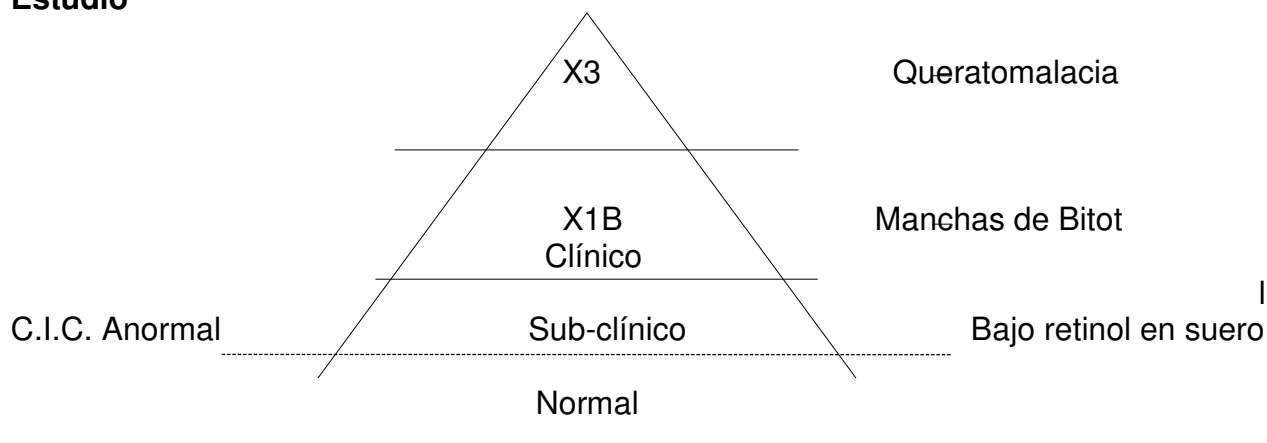 Estudio
X3 Queratomalacia
X1B Manchas de Bitot
Clínico
l
C.I.C. Anormal Sub-clínico Bajo retinol en suero
Normal